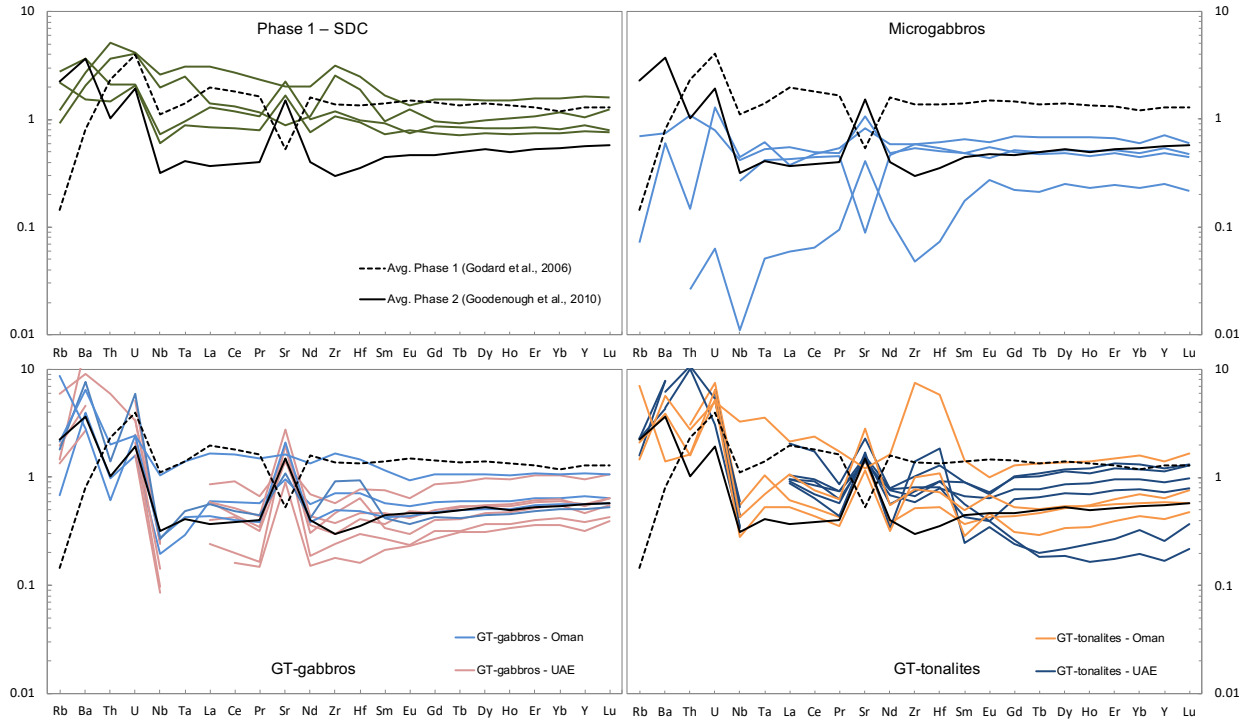 Phase 1 – SDC
Microgabbros
10
1
0.1
0.01
10
1
0.1
0.01
Avg. Phase 1 (Godard et al., 2006)
Avg. Phase 2 (Goodenough et al., 2010)
Rb Ba Th U Nb Ta La Ce Pr Sr Nd Zr Hf Sm Eu Gd Tb Dy Ho Er Yb Y Lu
Rb Ba Th U Nb Ta La Ce Pr Sr Nd Zr Hf Sm Eu Gd Tb Dy Ho Er Yb Y Lu
10
1
0.1
0.01
10
1
0.1
0.01
GT-gabbros - Oman
GT-gabbros - UAE
GT-gabbros
GT-tonalites - Oman
GT-tonalites - UAE
GT-tonalites
Rb Ba Th U Nb Ta La Ce Pr Sr Nd Zr Hf Sm Eu Gd Tb Dy Ho Er Yb Y Lu
Rb Ba Th U Nb Ta La Ce Pr Sr Nd Zr Hf Sm Eu Gd Tb Dy Ho Er Yb Y Lu